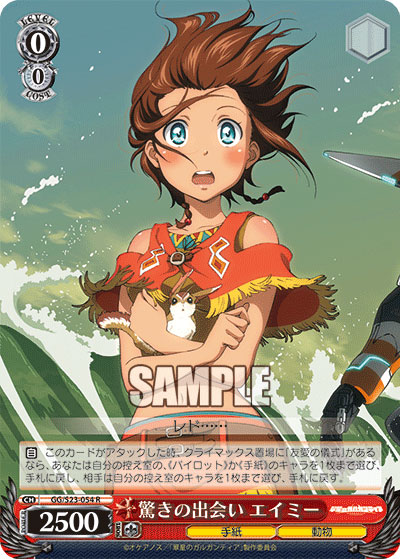 LEVEL
0
0
COST
SAMPLE
レド……
このカードがアタックした時、クライマックス置場に「友愛の儀式」がある
なら、あなたは自分の控え室の、《パイロット》か《手紙》のキャラを1枚まで選び、
手札に戻し、相手は自分の控え室のキャラを1枚まで選び、手札に戻す。
CH GG/S23-054 R
2500
驚きの出会い エイミー
手紙 動物
©オケアノス/「翠星のガルガンティア」製作委員会